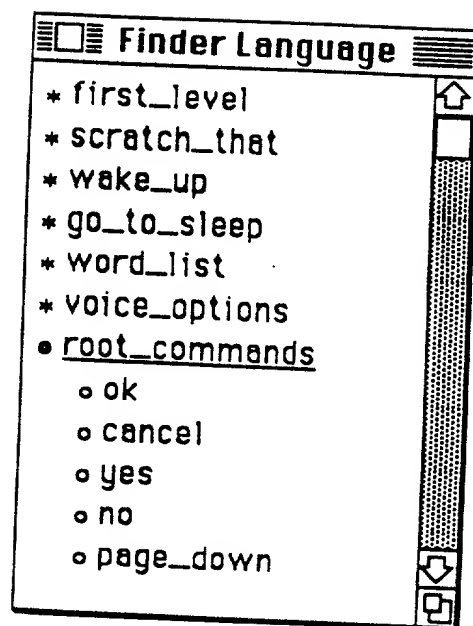 Finder Language
* first_level
* scratch_that
* wake_up
* go_to_sleep
* word_list
* voice_options
• root_commands
o ok
o cancel
o yes
o no
o page_down